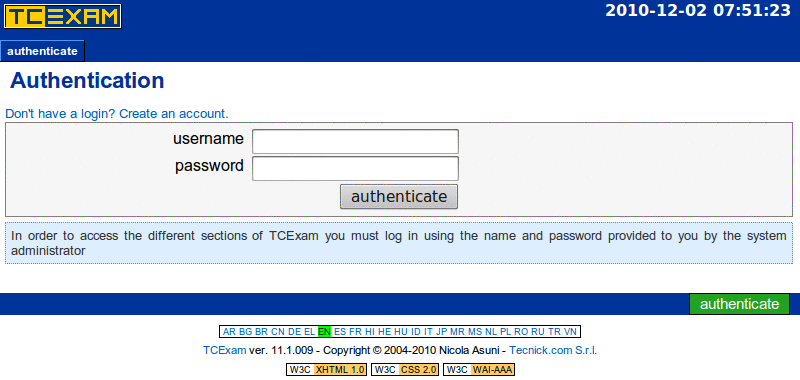 TCEXAM
2010-12-02 07:51:23
authenticate
Authentication
Don't have a login? Create an account.
username
password
authenticate
In order to access the different sections of TCExam you must log in using the name and password provided to you by the system
administrator
authenticate
AR BG BR CN DE EL EN ES FR HI HE HU ID IT JP MR MS NL PL RO RU TR VN
TCExam ver. 11.1.009 - Copyright © 2004-2010 Nicola Asuni - Tecnick.com S.r.l.
W3C XHTML 1.0 W3C CSS 2.0 W3C WAI-AAA